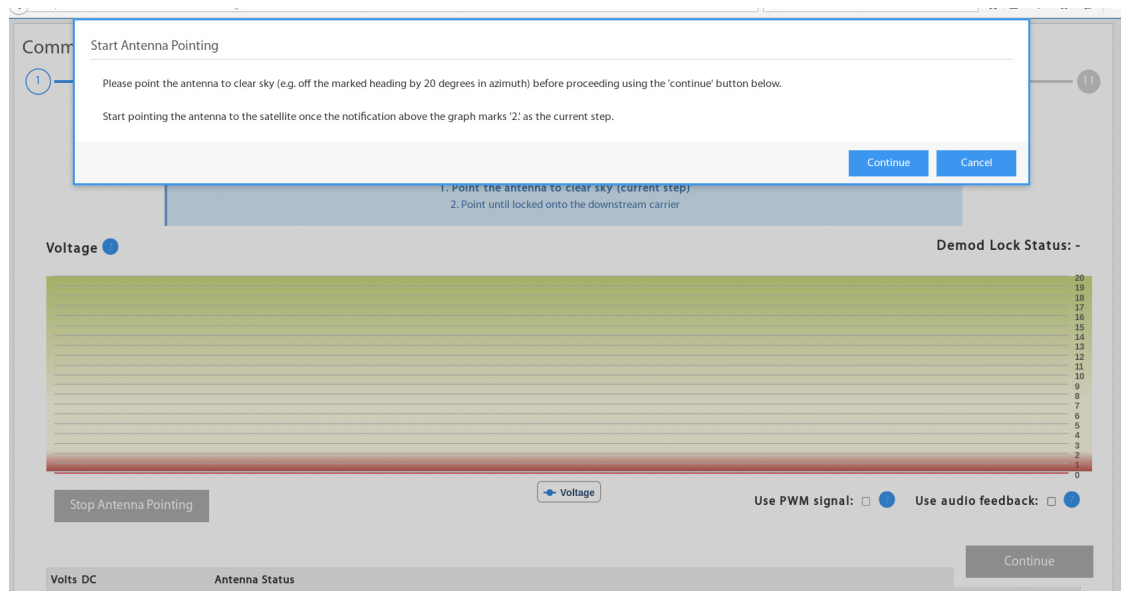 Comm
Start Antenna Pointing
Please point the antenna to clear sky (e.g. off the marked heading by 20 degrees in azimuth) before proceeding using the 'continue' button below.
Start pointing the antenna to the satellite once the notification above the graph marks '2.' as the current step.
Continue
Cancel
1
11
1. Point the antenna to clear sky (current step)
2. Point until locked onto the downstream carrier
Voltage
Demod Lock Status: -
20
19
18
17
16
15
14
13
12
11
10
9
8
7
6
5
4
3
2
1
0
Stop Antenna Pointing
Voltage
Use PWM signal:
Use audio feedback:
Continue
Volts DC
Antenna Status